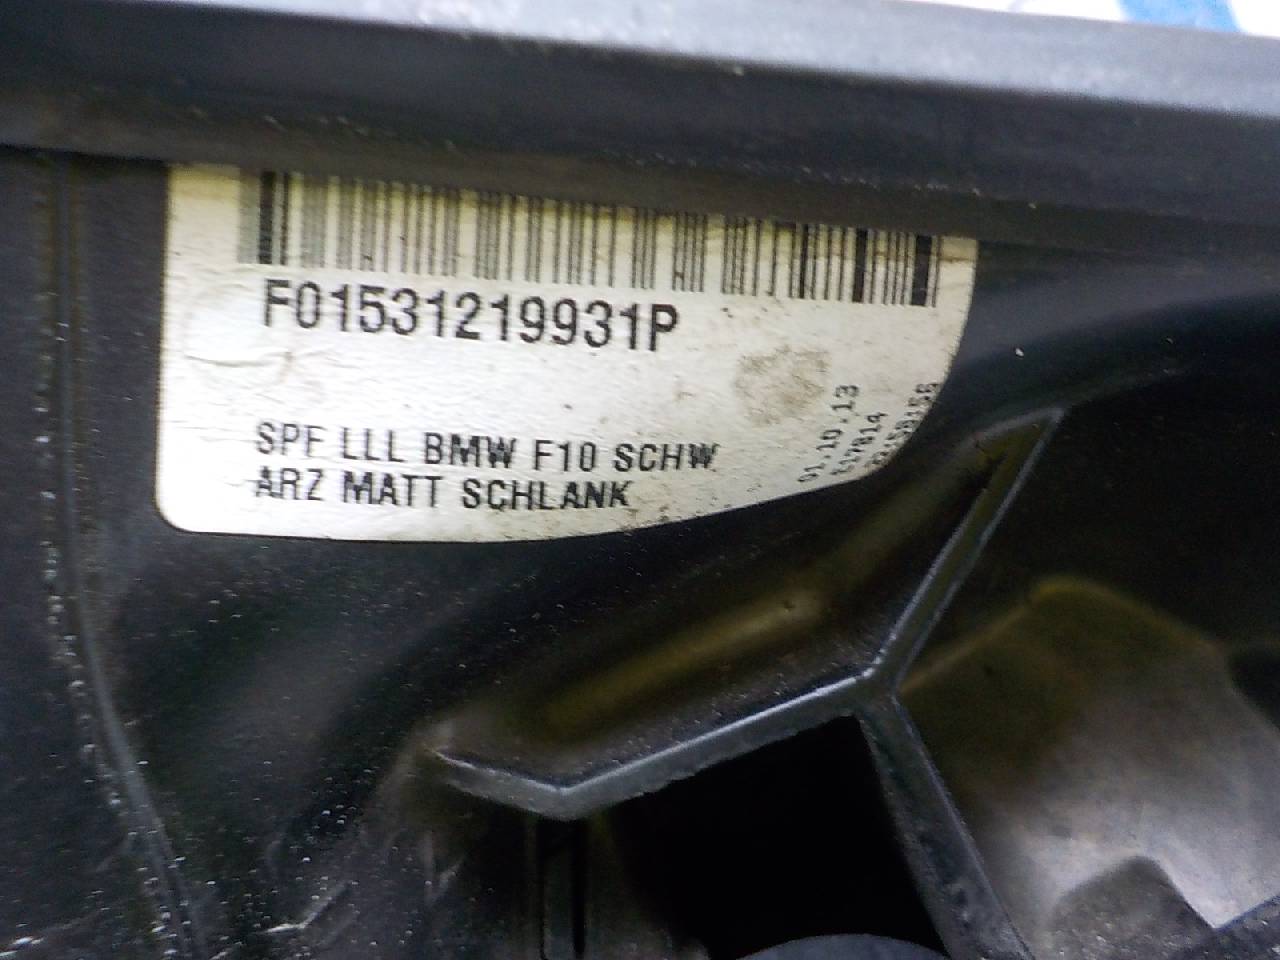 F01531219931P
SPF LLL BMW F10 SCHW
ARZ MATT SCHLANK
01.10.13